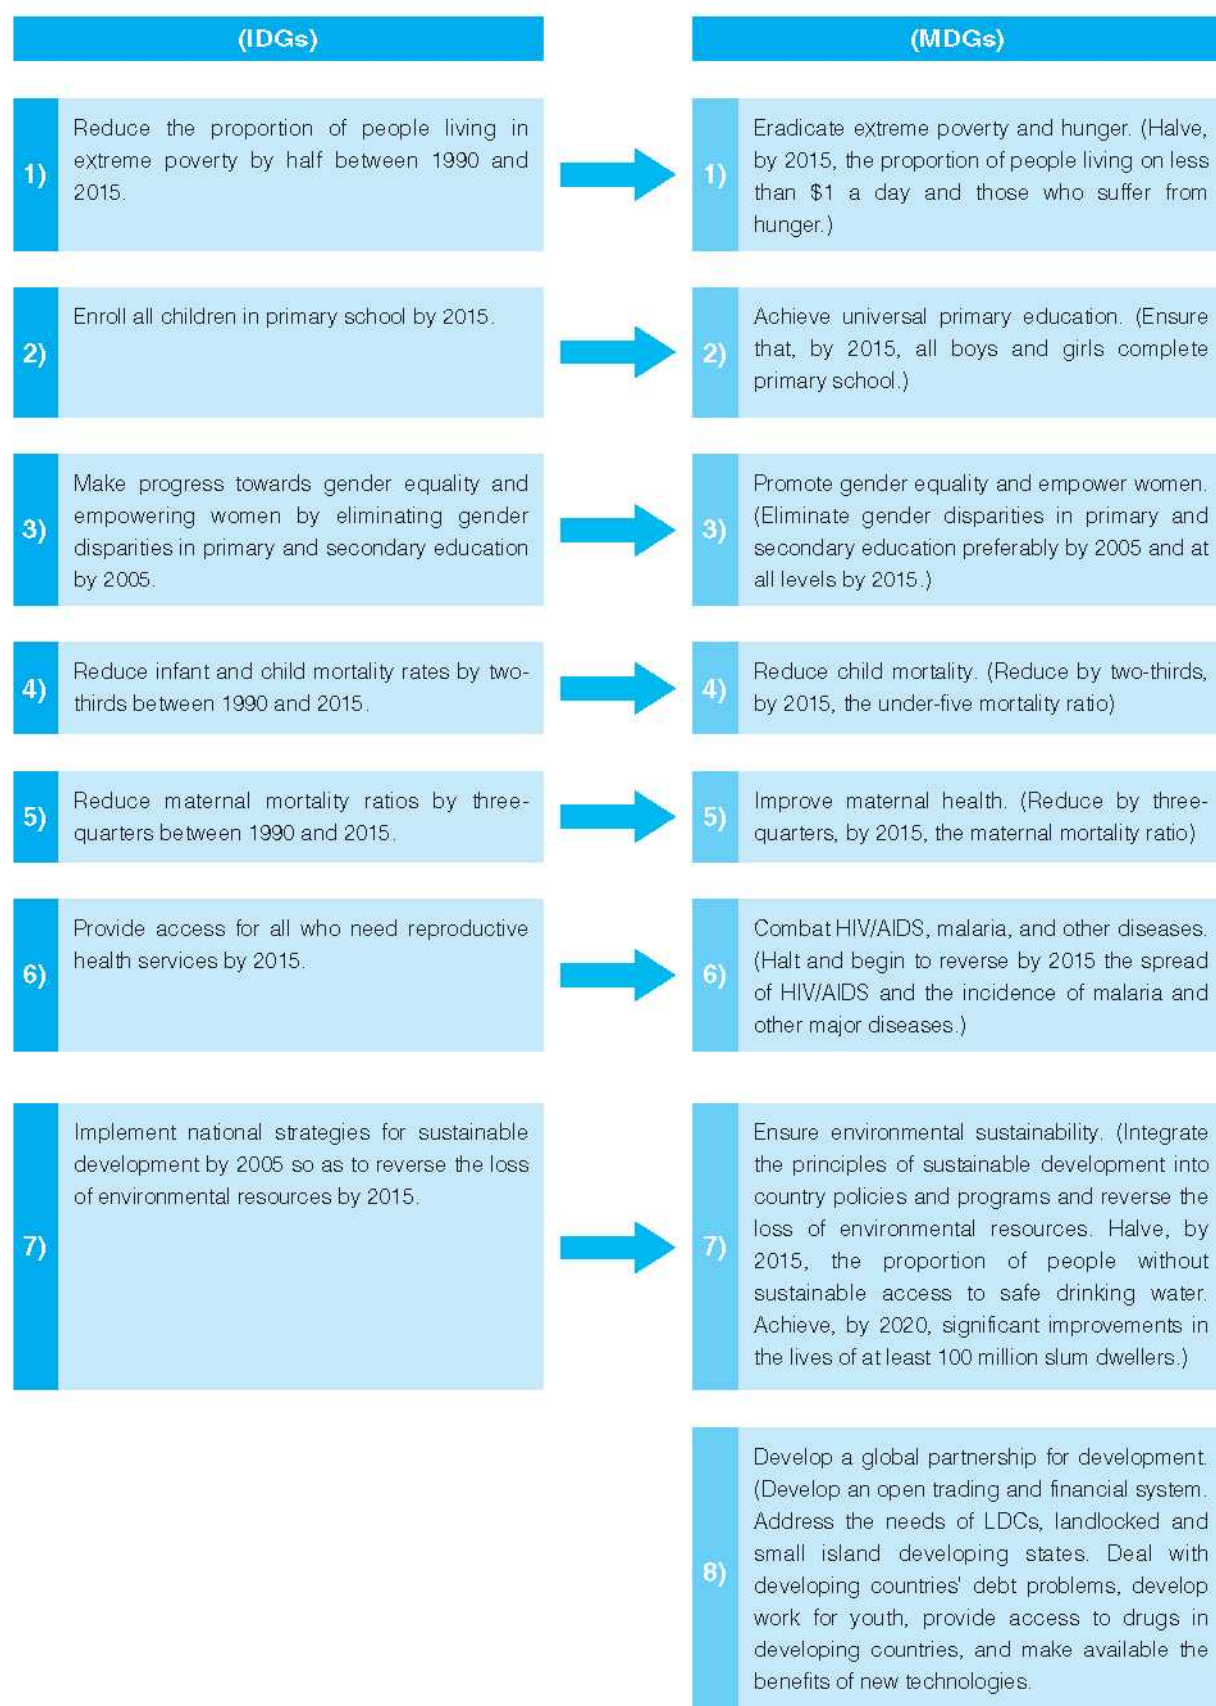 (IDGs)
(MDGs)
1)
Reduce the proportion of people living in
extreme poverty by half between 1990 and
2015.
1)
Eradicate extreme poverty and hunger. (Halve,
by 2015, the proportion of people living on less
than $1 a day and those who suffer from
hunger.)
2)
Enroll all children in primary school by 2015.
2)
Achieve universal primary education. (Ensure
that, by 2015, all boys and girls complete
primary school.)
3)
Make progress towards gender equality and
empowering women by eliminating gender
disparities in primary and secondary education
by 2005.
3)
Promote gender equality and empower women.
(Eliminate gender disparities in primary and
secondary education preferably by 2005 and at
all levels by 2015.)
4)
Reduce infant and child mortality rates by two-
thirds between 1990 and 2015.
4)
Reduce child mortality. (Reduce by two-thirds,
by 2015, the under-five mortality ratio)
5)
Reduce maternal mortality ratios by three-
quarters between 1990 and 2015.
5)
Improve maternal health. (Reduce by three-
quarters, by 2015, the maternal mortality ratio)
6)
Provide access for all who need reproductive
health services by 2015.
6)
Combat HIV/AIDS, malaria, and other diseases.
(Halt and begin to reverse by 2015 the spread
of HIV/AIDS and the incidence of malaria and
other major diseases.)
7)
Implement national strategies for sustainable
development by 2005 so as to reverse the loss
of environmental resources by 2015.
7)
Ensure environmental sustainability. (Integrate
the principles of sustainable development into
country policies and programs and reverse the
loss of environmental resources. Halve, by
2015, the proportion of people without
sustainable access to safe drinking water.
Achieve, by 2020, significant improvements in
the lives of at least 100 million slum dwellers.)
8)
Develop a global partnership for development.
(Develop an open trading and financial system.
Address the needs of LDCs, landlocked and
small island developing states. Deal with
developing countries' debt problems, develop
work for youth, provide access to drugs in
developing countries, and make available the
benefits of new technologies.